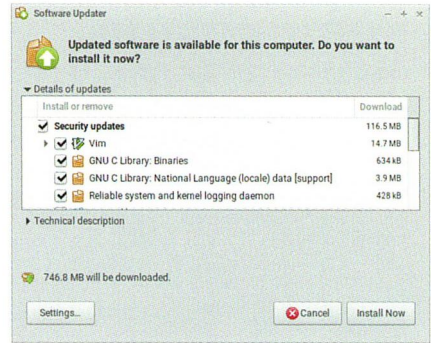 Software Updater
Updated software is available for this computer. Do you want to
install it now?
Details of updates
Install or remove
Download
Security updates
116.5 MB
Vim
14.7 MB
GNU C Library: Binaries
634 kB
GNU C Library: National Language (locale) data [support]
3.9 MB
Reliable system and kernel logging daemon
428 kB
Technical description
746.8 MB will be downloaded.
Settings...
Cancel
Install Now